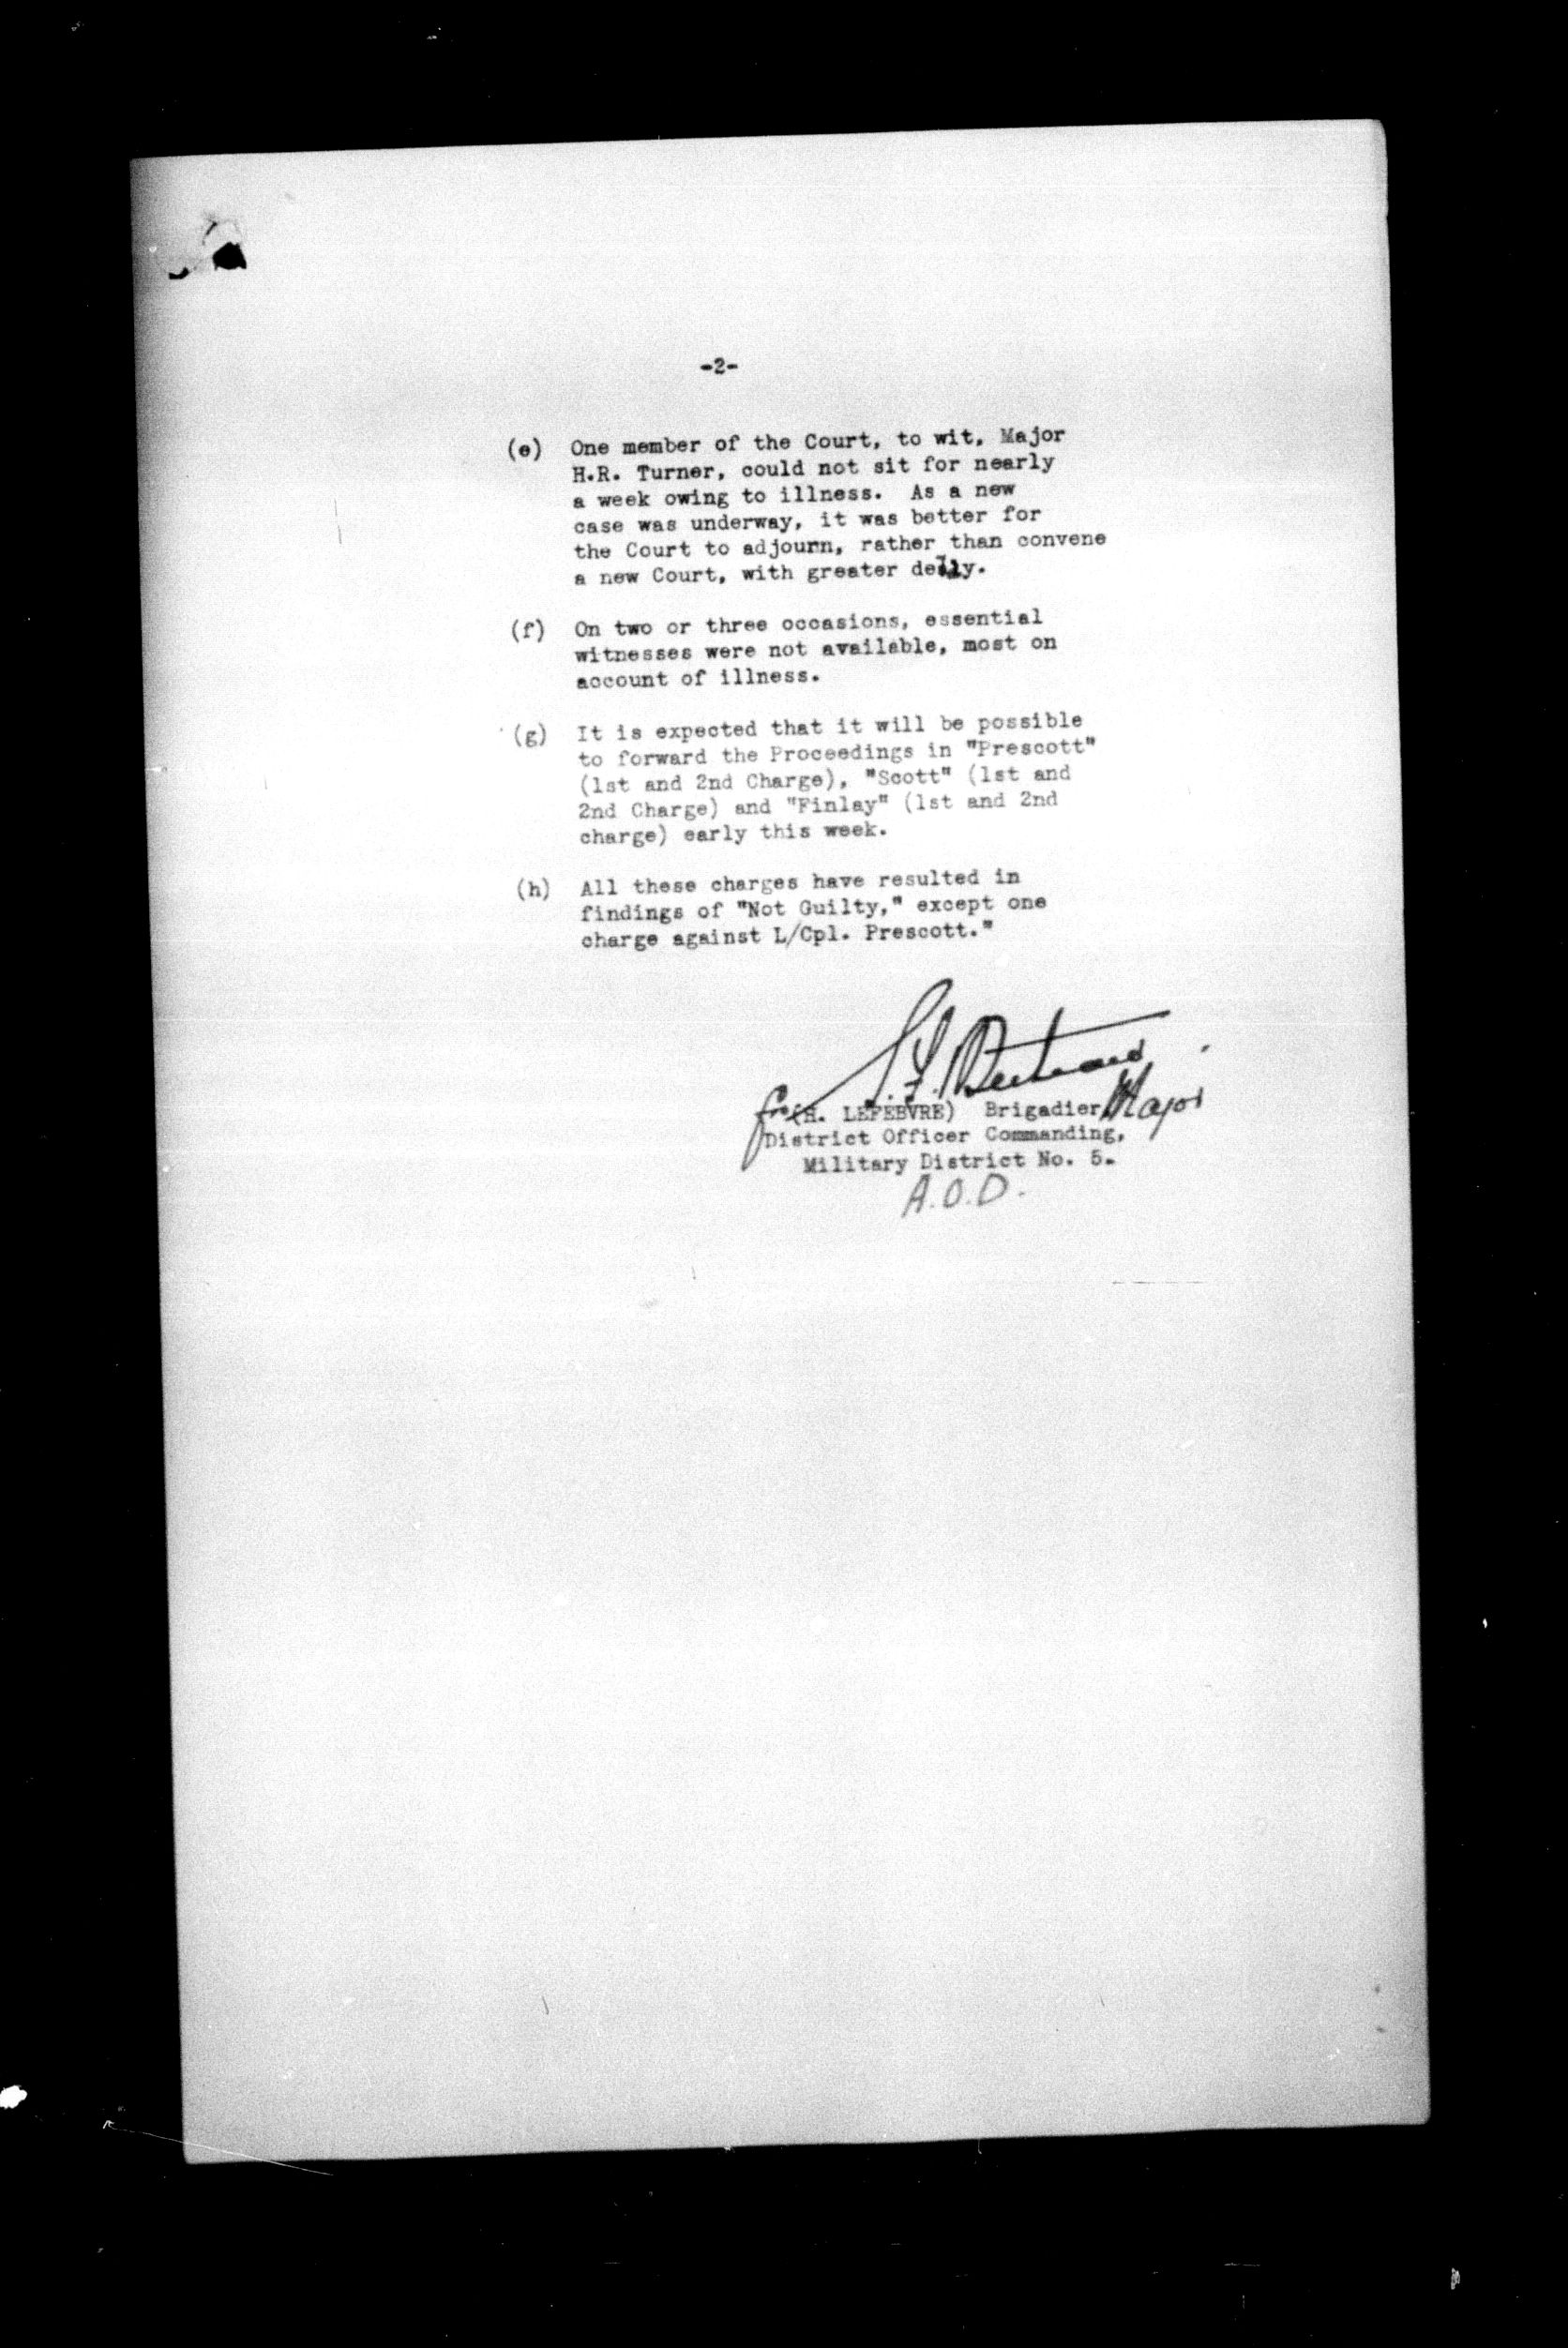 -2-
(e) One member of the Court, to wit, Major
H.R. Turner, could not sit for nearly
a week owing to illness. As a new
case was underway, it was better for
the Court to adjourn, rather than convene
a new Court, with greater delay.
(f) On two or three occasions, essential
witnesses were not available, most on
account of illness.
(g) It is expected that it will be possible
to forward the Proceedings in "Prescott"
(1st and 2nd Charge), "Scott" (1st and
2nd Charge) and "Finlay" (1st and 2nd
charge) early this week.
(h) All these charges have resulted in
findings of "Not Guilty," except one
charge against L/Cpl. Prescott."
for (H. LEFEBVRE) Brigadier, Major
District Officer Commanding,
Military District No. 5.
A.O.D.